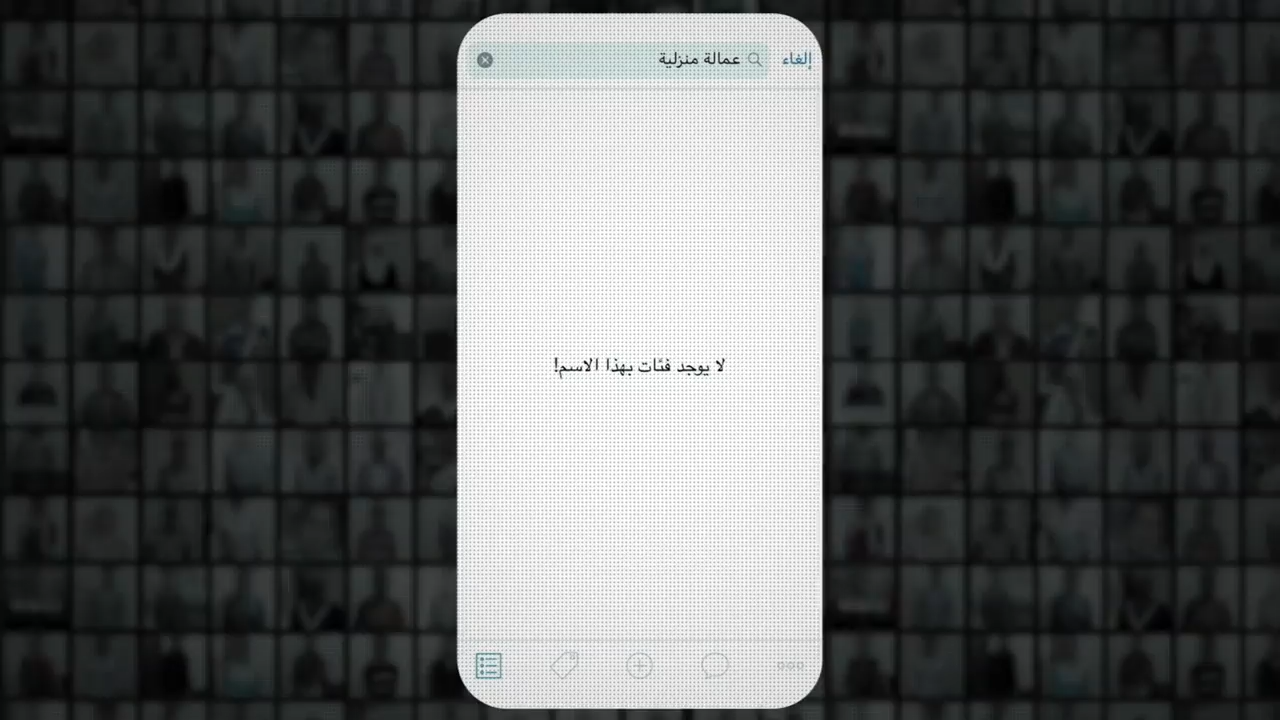 إلغاء
عمالة منزلية
لا يوجد فئات بهذا الاسم!